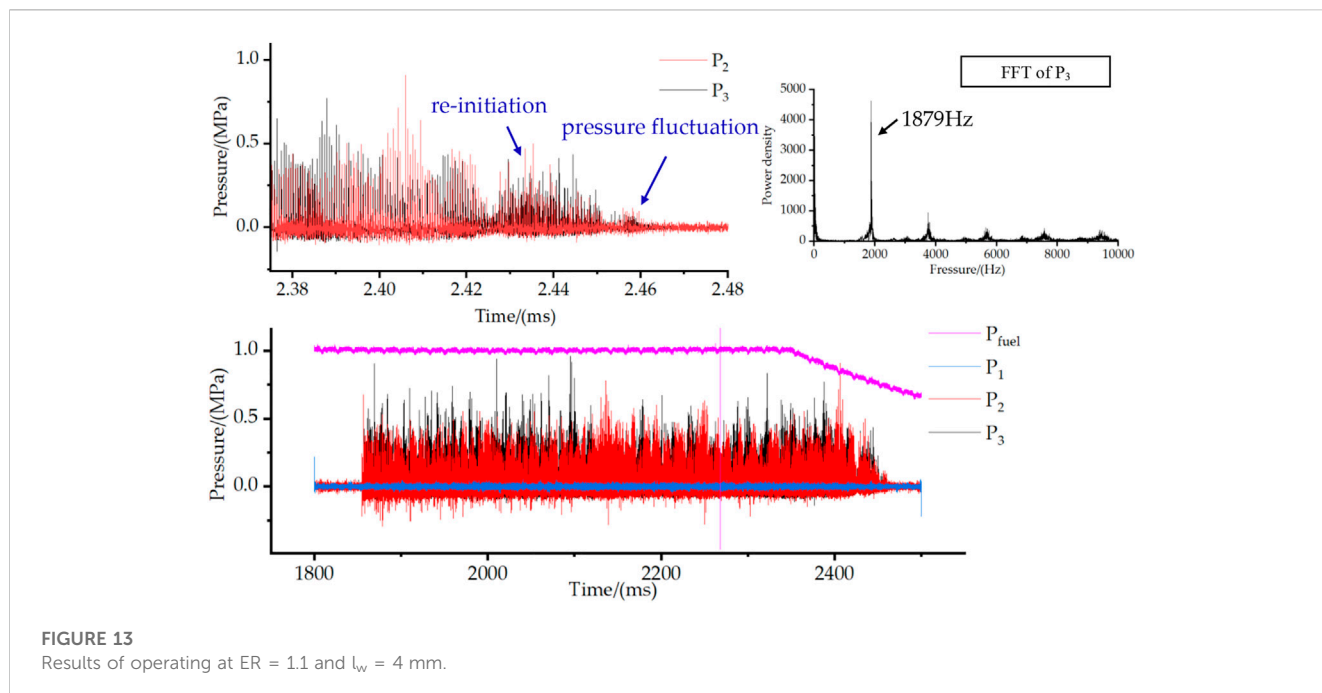 1.0
0.5
0.0
Pressure/(MPa)
P2
P3
re-initiation
pressure fluctuation
2.38 2.40 2.42 2.44 2.46 2.48
Time/(ms)
FFT of P3
5000
4000
3000
2000
1000
0
Power density
1879Hz
0 2000 4000 6000 8000 10000
Fressure/(Hz)
1.0
0.5
0.0
Pressure/(MPa)
Pfuel
P1
P2
P3
1800 2000 2200 2400
Time/(ms)
FIGURE 13
Results of operating at ER = 1.1 and lw = 4 mm.